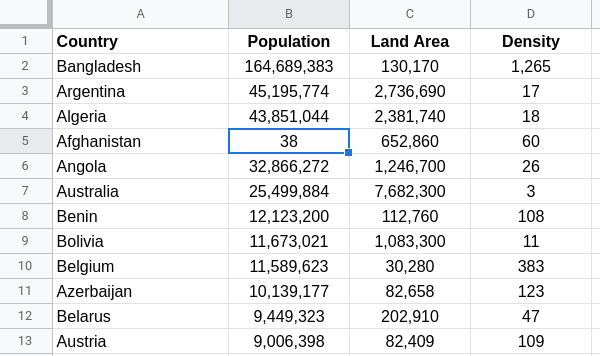 A B C D
1 Country Population Land Area Density
2 Bangladesh 164,689,383 130,170 1,265
3 Argentina 45,195,774 2,736,690 17
4 Algeria 43,851,044 2,381,740 18
5 Afghanistan 38 652,860 60
6 Angola 32,866,272 1,246,700 26
7 Australia 25,499,884 7,682,300 3
8 Benin 12,123,200 112,760 108
9 Bolivia 11,673,021 1,083,300 11
10 Belgium 11,589,623 30,280 383
11 Azerbaijan 10,139,177 82,658 123
12 Belarus 9,449,323 202,910 47
13 Austria 9,006,398 82,409 109